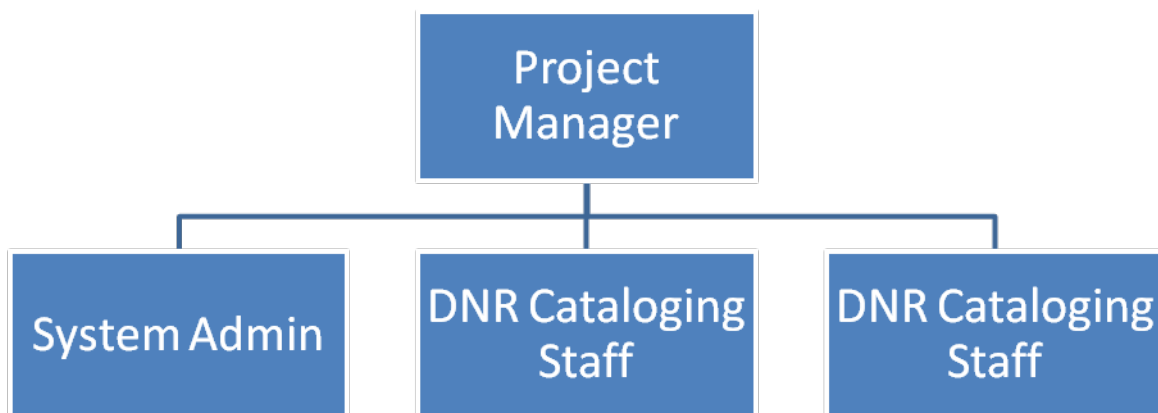 Project
Manager
System Admin
DNR Cataloging
Staff
DNR Cataloging
Staff